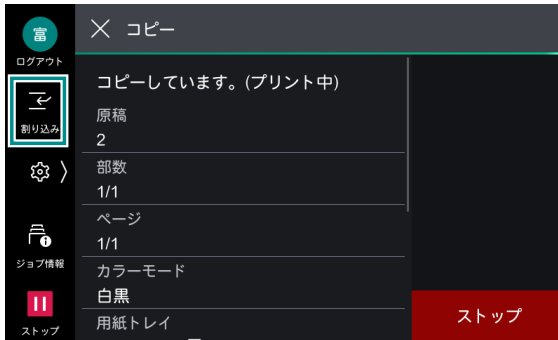 富
ログアウト
割り込み
ジョブ情報
ストップ
コピー
コピーしています。(プリント中)
原稿
2
部数
1/1
ページ
1/1
カラーモード
白黒
用紙トレイ
ストップ